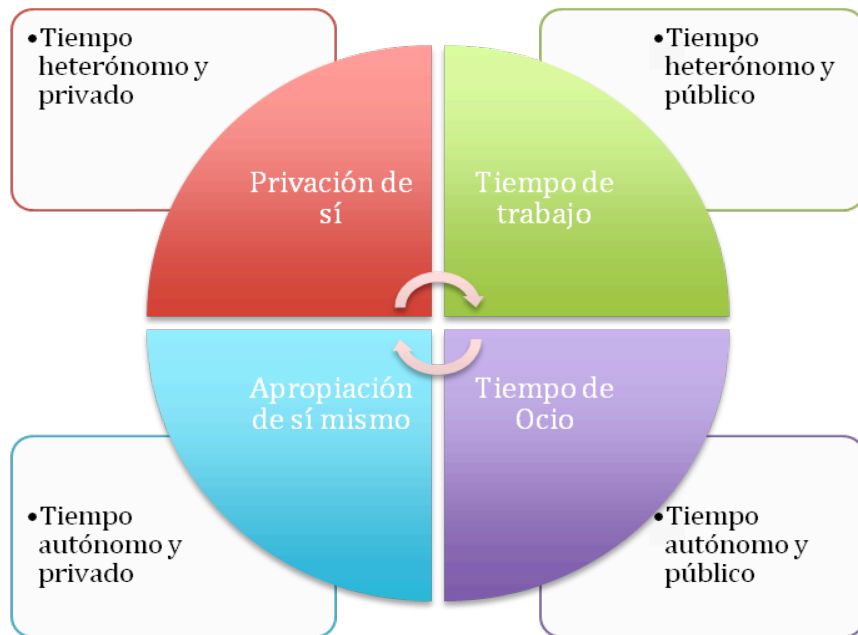 •Tiempo
heterónomo y
privado
•Tiempo
heterónomo y
público
Privación de
sí
Tiempo de
trabajo
Apropiación
de sí mismo
Tiempo de
Ocio
•Tiempo
autónomo y
privado
•Tiempo
autónomo y
público